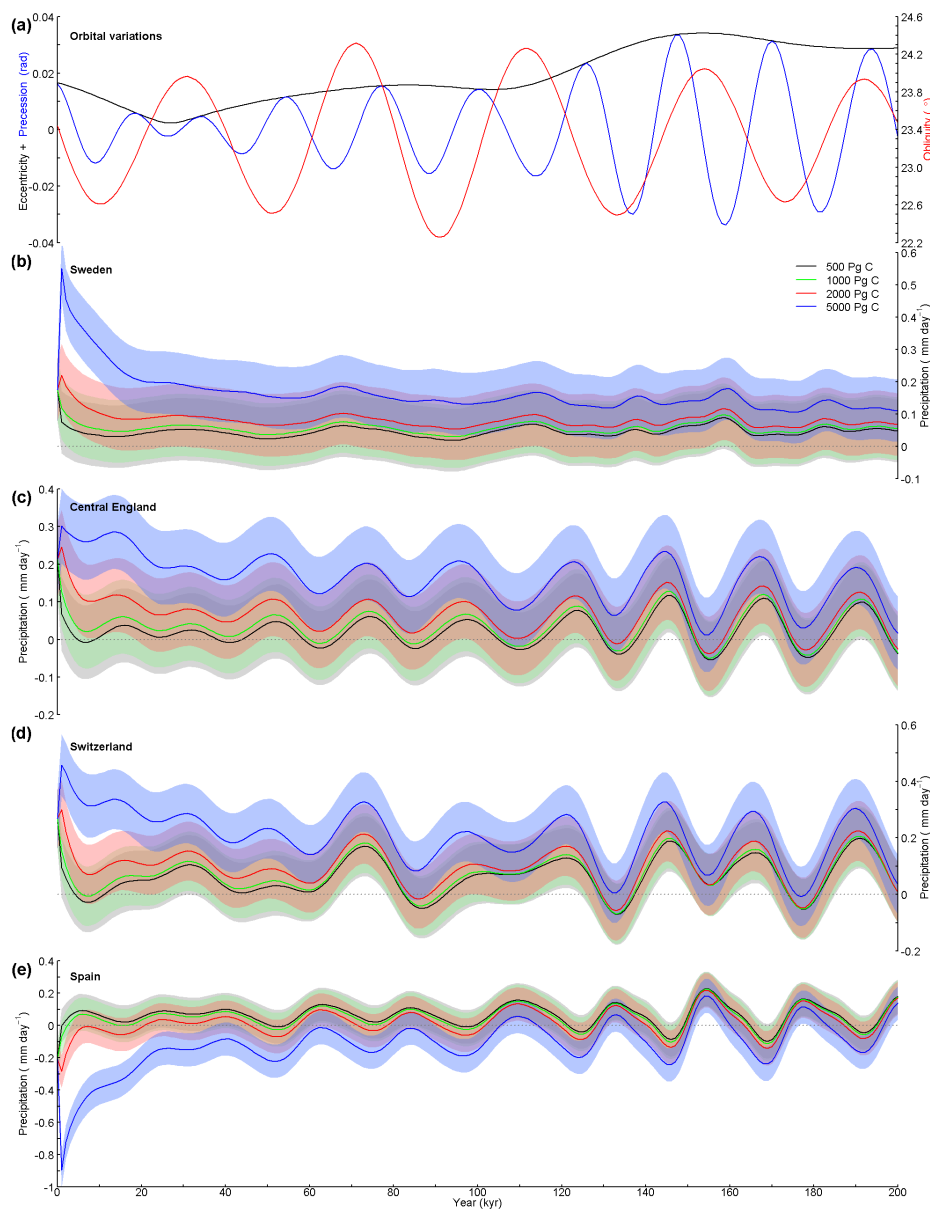 (a)
Orbital variations
Eccentricity + Precession (rad)
0.04
0.02
0
-0.02
-0.04
24.6
24.2
23.8
23.4
23.0
22.6
22.2
Obliquity ( °)
(b)
Sweden
500 Pg C
1000 Pg C
2000 Pg C
5000 Pg C
0.6
0.5
0.4
0.3
0.2
0.1
0
-0.1
Precipitation ( mm day⁻¹)
(c)
Central England
Precipitation ( mm day⁻¹)
0.4
0.3
0.2
0.1
0
-0.1
-0.2
(d)
Switzerland
0.6
0.4
0.2
0
-0.2
Precipitation ( mm day⁻¹)
(e)
Spain
Precipitation ( mm day⁻¹)
0.4
0.2
0
-0.2
-0.4
-0.6
-0.8
-1
0 20 40 60 80 100 120 140 160 180 200
Year (kyr)